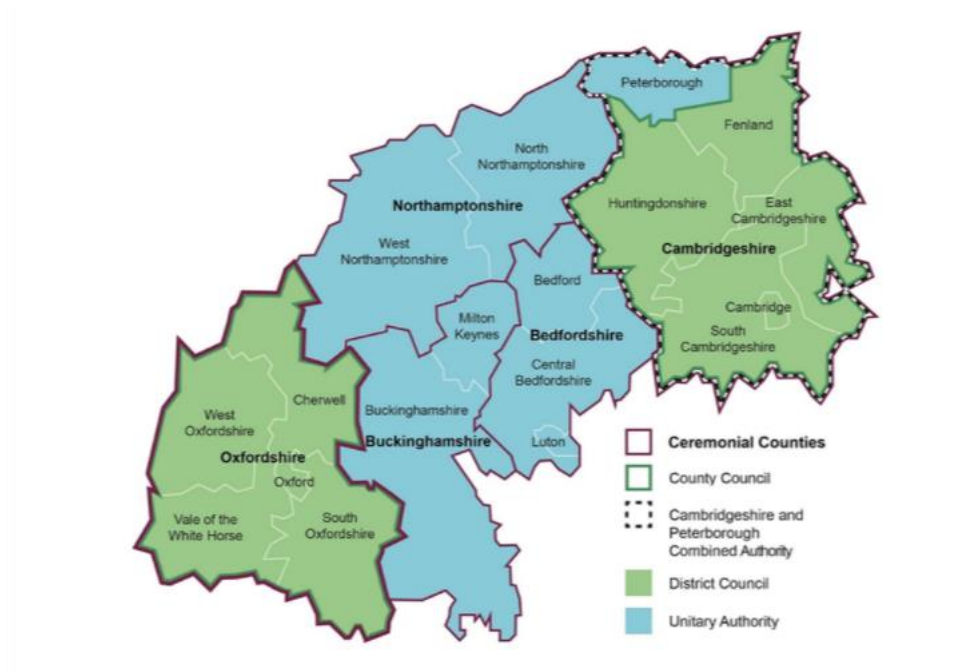 Peterborough
Fenland
North
Northamptonshire
Northamptonshire
Huntingdonshire
East
Cambridgeshire
West
Northamptonshire
Cambridgeshire
Bedford
Cambridge
Milton
Keynes
Bedfordshire
South
Cambridgeshire
Central
Bedfordshire
Cherwell
Buckinghamshire
West
Oxfordshire
Buckinghamshire
Luton
Oxfordshire
Oxford
Vale of the
White Horse
South
Oxfordshire
Ceremonial Counties
County Council
Cambridgeshire and
Peterborough
Combined Authority
District Council
Unitary Authority